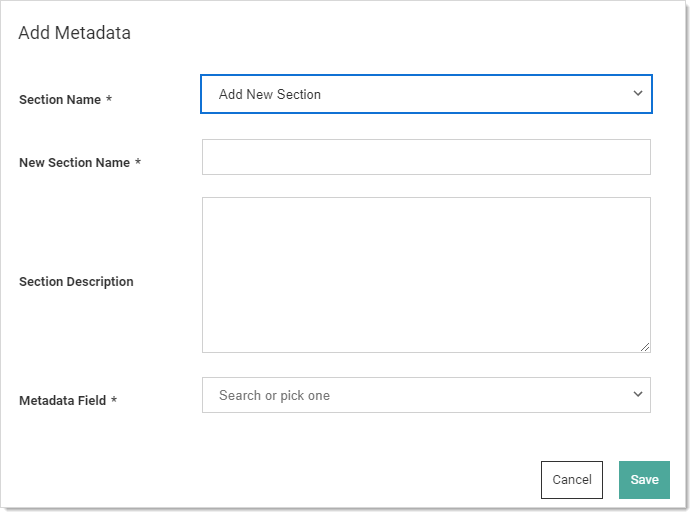 Add Metadata
Section Name *
Add New Section
New Section Name *
Section Description
Metadata Field *
Search or pick one
Cancel
Save